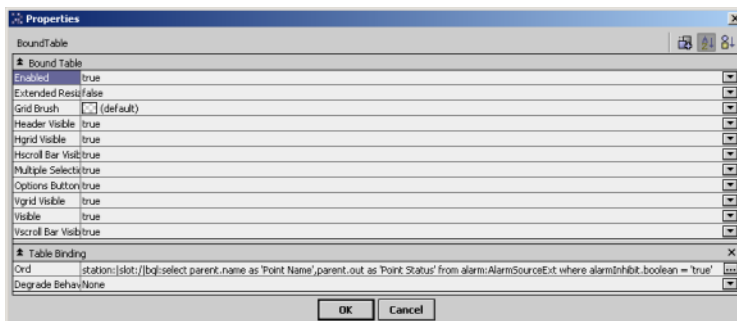 Properties
BoundTable
Bound Table
Enabled true
Extended Resiz false
Grid Brush (default)
Header Visible true
Hgrid Visible true
Hscroll Bar Visib true
Multiple Selectio true
Options Button true
Vgrid Visible true
Visible true
Vscroll Bar Visib true
Table Binding
Ord station:|slot:/|bql:select parent.name as 'Point Name',parent.out as 'Point Status' from alarm:AlarmSourceExt where alarmInhibit.boolean = 'true'
Degrade Behav None
OK Cancel